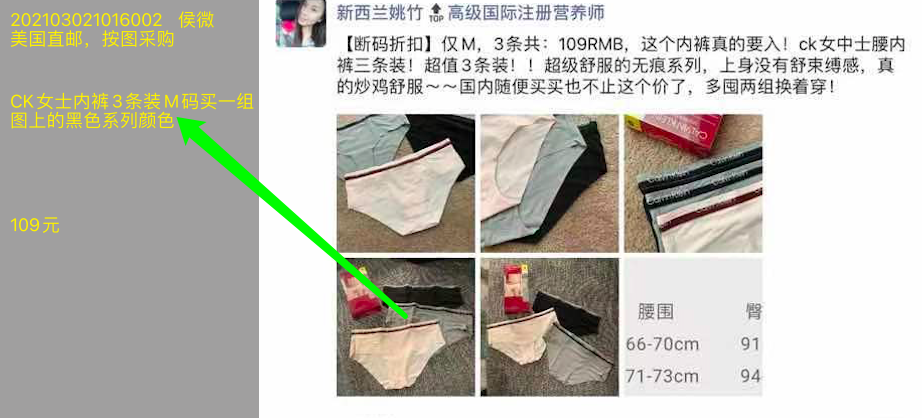 202103021016002 侯微
美国直邮，按图采购
CK女士内裤3条装M码买一组
图上的黑色系列颜色
109元
新西兰姚竹 TOP 高级国际注册营养师
【断码折扣】仅M，3条共：109RMB，这个内裤真的要入！ck女中士腰内
裤三条装！超值3条装！！超级舒服的无痕系列，上身没有舒束缚感，真
的炒鸡舒服～～国内随便买买也不止这个价了，多囤两组换着穿！
CALVIN KLEIN
Calvin Klein
Calvin Klein
腰围 臀
66-70cm 91
71-73cm 94